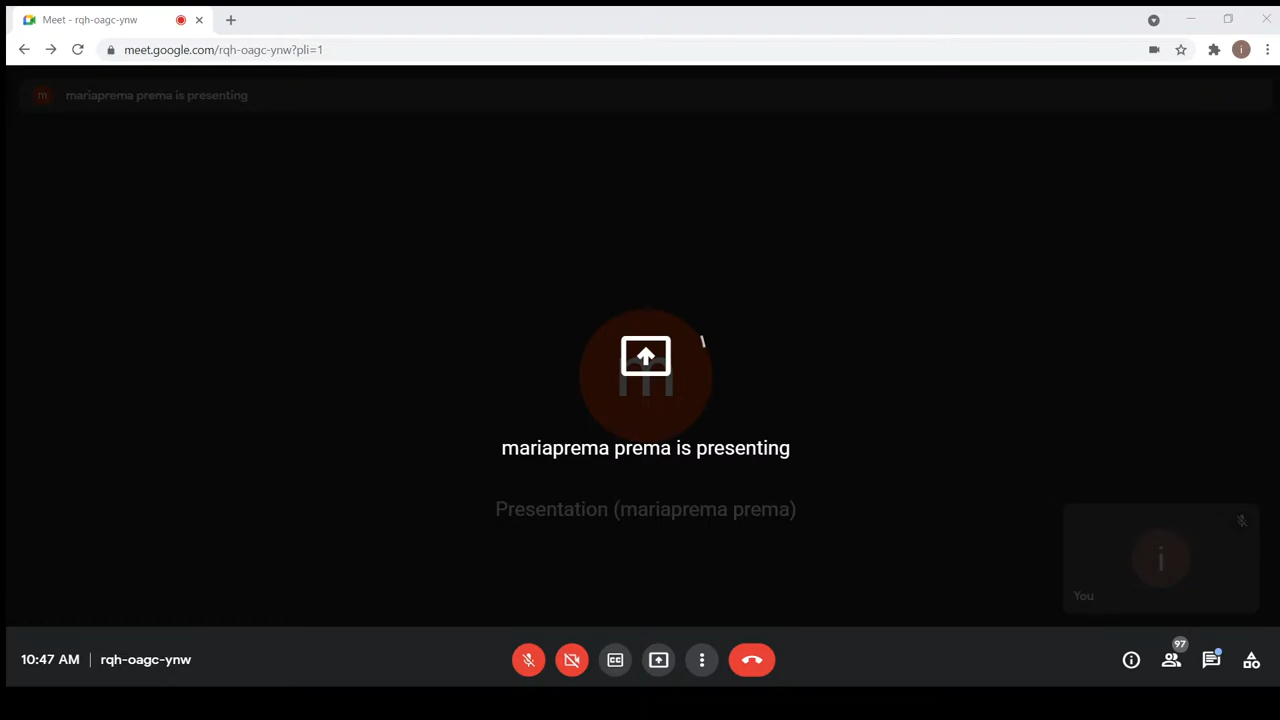 Meet - rqh-oagc-ynw
meet.google.com/rqh-oagc-ynw?pli=1
i
m mariaprema prema is presenting
m
mariaprema prema is presenting
Presentation (mariaprema prema)
i
You
10:47 AM rqh-oagc-ynw
CC
97